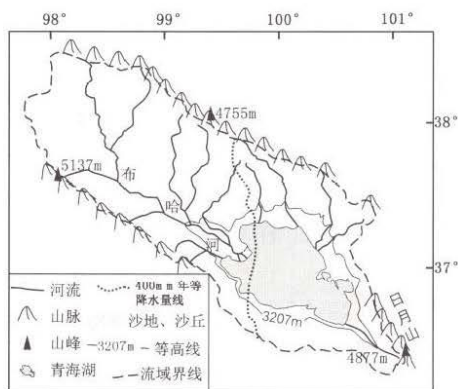 98° 99° 100° 101°
4755m
38°
5137m
布
哈
河
37°
3207m
日月山
4877m
河流
400mm年等
降水量线
山脉
沙地、沙丘
山峰
—3207m—等高线
青海湖
流域界线